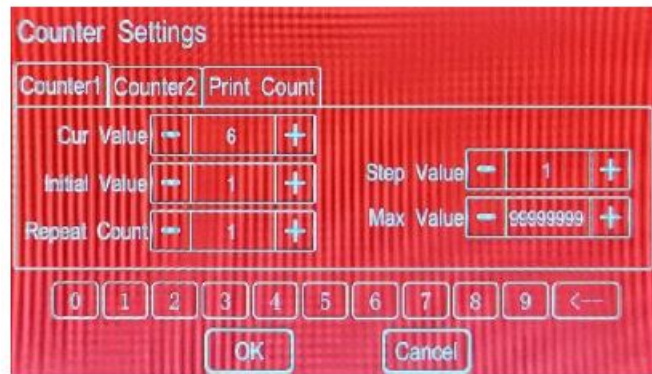 Counter Settings
Counter1 Counter2 Print Count
Cur Value - 6 +
Initial Value - 1 +
Repeat Count - 1 +
Step Value - 1 +
Max Value - 99999999 +
0 1 2 3 4 5 6 7 8 9 <--
OK Cancel